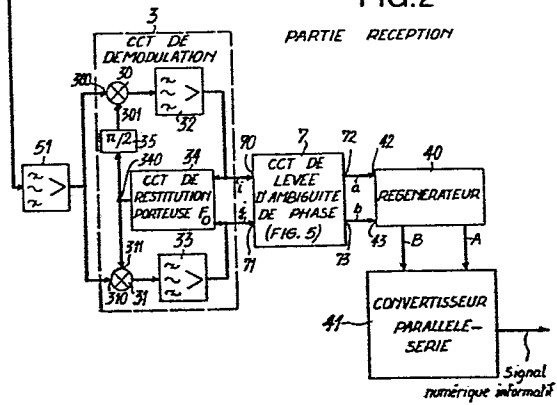 FIG.2
PARTIE RECEPTION
3
CCT DE
DEMODULATION
300
30
301
π/2
35
32
340
34
CCT DE
RESTITUTION
PORTEUSE F0
51
311
310
31
33
70
i
71
7
CCT DE
LEVÉE
D'AMBIGUITE
DE PHASE
(FIG. 5)
72
a
42
b
73
43
40
REGENERATEUR
B
A
41
CONVERTISSEUR
PARALLELE-
SERIE
Signal
numérique informatif